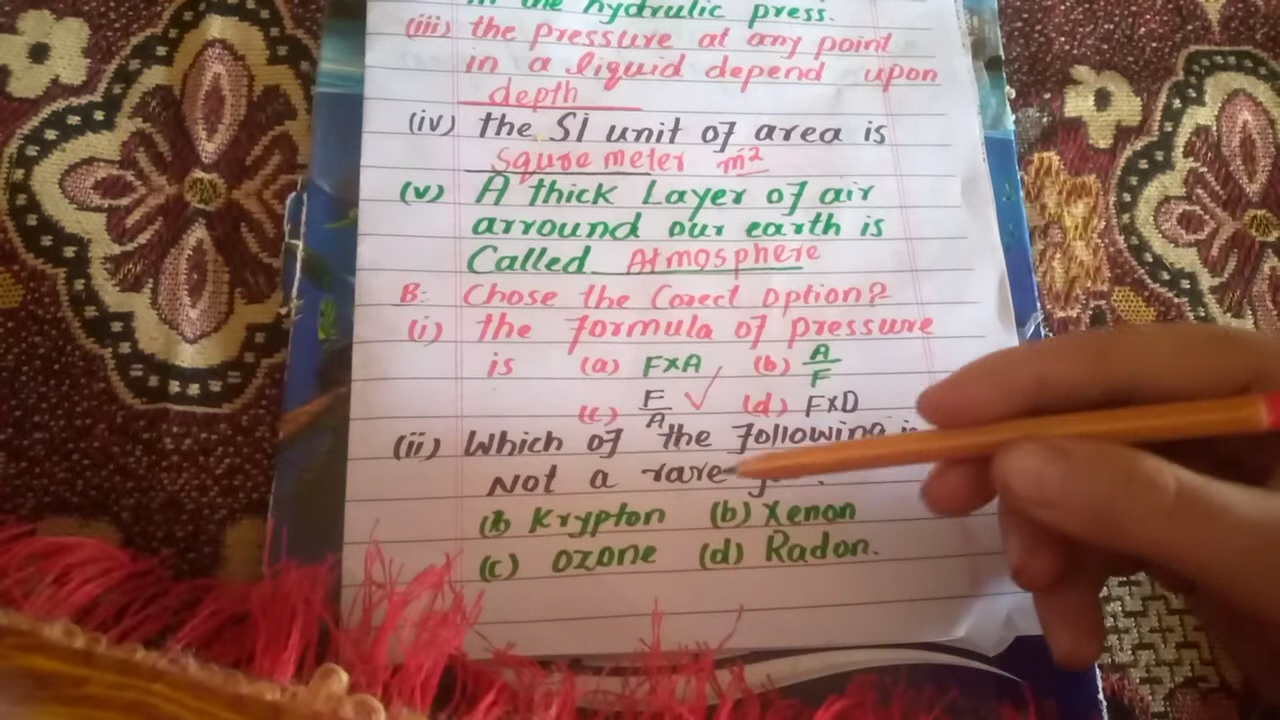 the hydrulic press.
(iii) the pressure at any point
in a liquid depend upon
depth
(iv) the SI unit of area is
Squre meter m²
(v) A thick Layer of air
arround our earth is
Called Atmosphere
B:- Chose the Corect option?
(i) the formula of pressure
is (a) F×A (b) A/F
(c) F/A ✓ (d) F×D
(ii) Which of the following
Not a rare
Krypton (b) Xenon
(c) ozone (d) Radon.